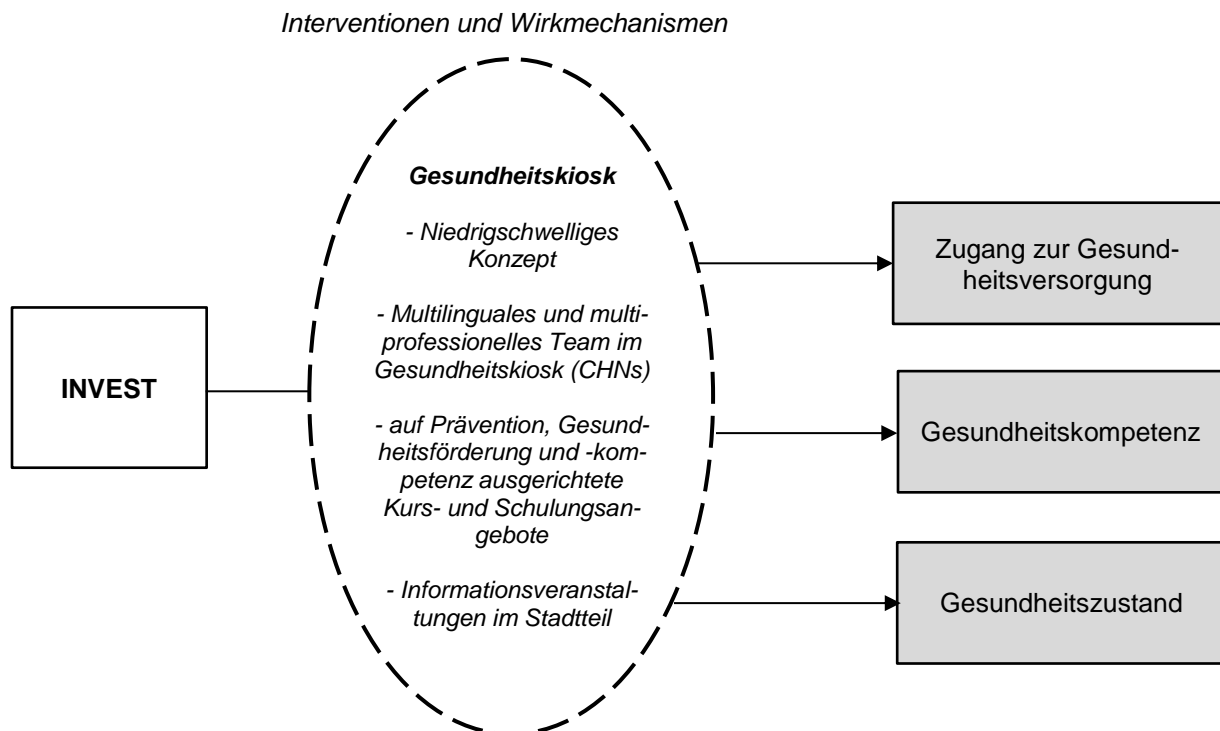 Interventionen und Wirkmechanismen
Gesundheitskiosk
- Niedrigschwelliges
Konzept
- Multilinguales und multi-
professionelles Team im
Gesundheitskiosk (CHNs)
- auf Prävention, Gesund-
heitsförderung und -kom-
petenz ausgerichtete
Kurs- und Schulungsan-
gebote
- Informationsveranstal-
tungen im Stadtteil
INVEST
Zugang zur Gesund-
heitsversorgung
Gesundheitskompetenz
Gesundheitszustand